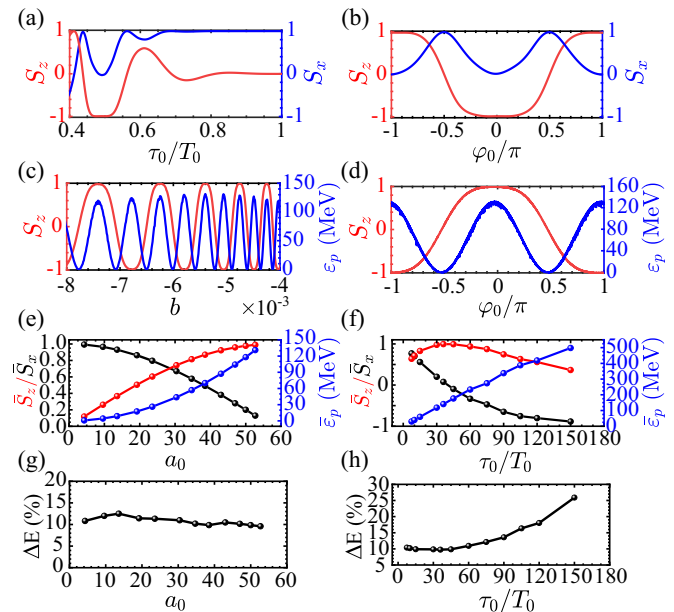 (a)
1
0
-1
S_z
1
0
-1
S_x
0.4 0.6 0.8 1
τ_0/T_0
(b)
1
0
-1
S_z
1
0
-1
S_x
-1 -0.5 0 0.5 1
φ_0/π
(c)
1
0
-1
S_z
150
100
50
0
ε_p (MeV)
-8 -7 -6 -5 -4
b
×10^-3
(d)
1
0
-1
S_z
160
120
80
40
0
ε_p (MeV)
-1 -0.5 0 0.5 1
φ_0/π
(e)
1.0
0.8
0.6
0.4
0.2
0.0
S̄_z/S̄_x
150
120
90
60
30
0
ε̄_p (MeV)
0 10 20 30 40 50 60
a_0
(f)
1
0
-1
S̄_z/S̄_x
500
400
300
200
100
0
ε̄_p (MeV)
0 30 60 90 120 150 180
τ_0/T_0
(g)
20
15
10
5
0
ΔE (%)
0 10 20 30 40 50 60
a_0
(h)
30
25
20
15
10
5
ΔE (%)
0 30 60 90 120 150 180
τ_0/T_0